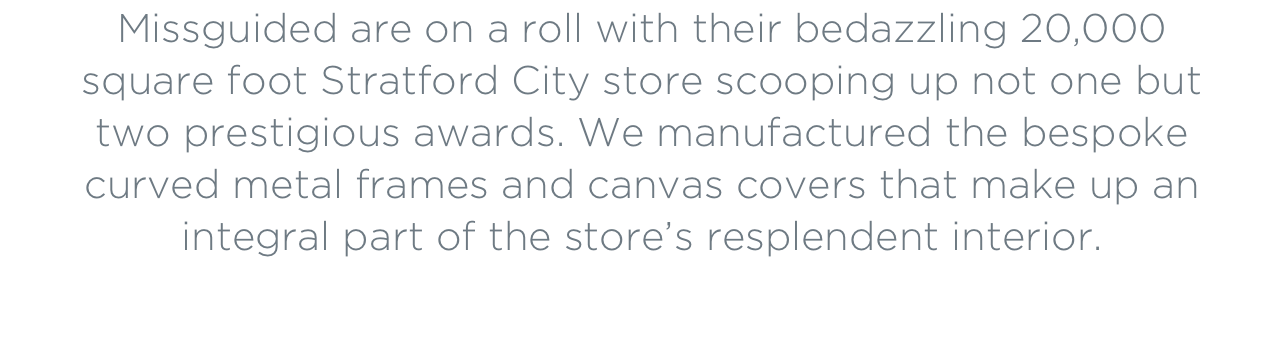 Missguided are on a roll with their bedazzling 20,000
square foot Stratford City store scooping up not one but
two prestigious awards. We manufactured the bespoke
curved metal frames and canvas covers that make up an
integral part of the store’s resplendent interior.